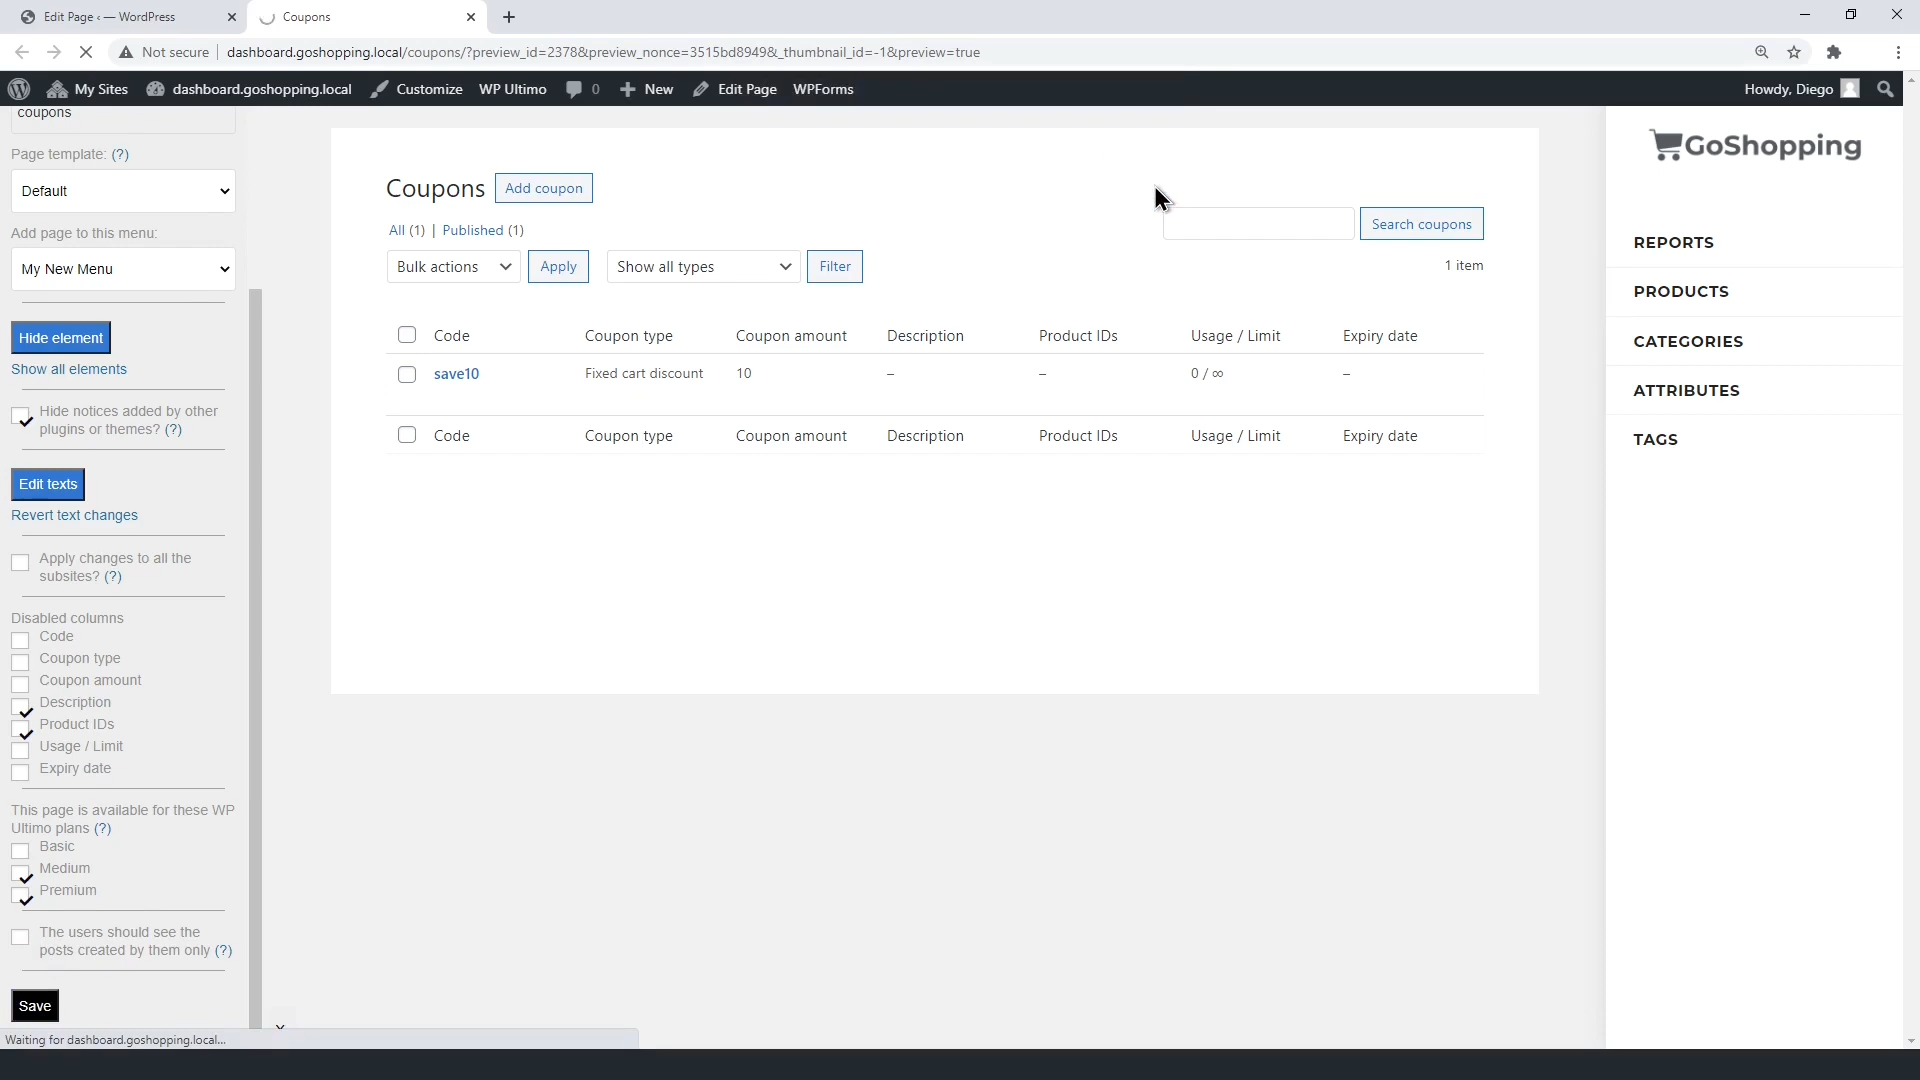 Edit Page ‹ — WordPress
Coupons
Not secure
dashboard.goshopping.local/coupons/?preview_id=2378&preview_nonce=3515bd8949&_thumbnail_id=-1&preview=true
My Sites
dashboard.goshopping.local
Customize
WP Ultimo
0
New
Edit Page
WPForms
Howdy, Diego
coupons
Page template: (?)
Default
Add page to this menu:
My New Menu
Hide element
Show all elements
Hide notices added by other
plugins or themes? (?)
Edit texts
Revert text changes
Apply changes to all the
subsites? (?)
Disabled columns
Code
Coupon type
Coupon amount
Description
Product IDs
Usage / Limit
Expiry date
This page is available for these WP
Ultimo plans (?)
Basic
Medium
Premium
The users should see the
posts created by them only (?)
Save
x
Waiting for dashboard.goshopping.local...
Coupons
Add coupon
All (1) | Published (1)
Search coupons
Bulk actions
Apply
Show all types
Filter
1 item
Code Coupon type Coupon amount Description Product IDs Usage / Limit Expiry date
save10 Fixed cart discount 10 – – 0 / ∞ –
Code Coupon type Coupon amount Description Product IDs Usage / Limit Expiry date
GoShopping
REPORTS
PRODUCTS
CATEGORIES
ATTRIBUTES
TAGS